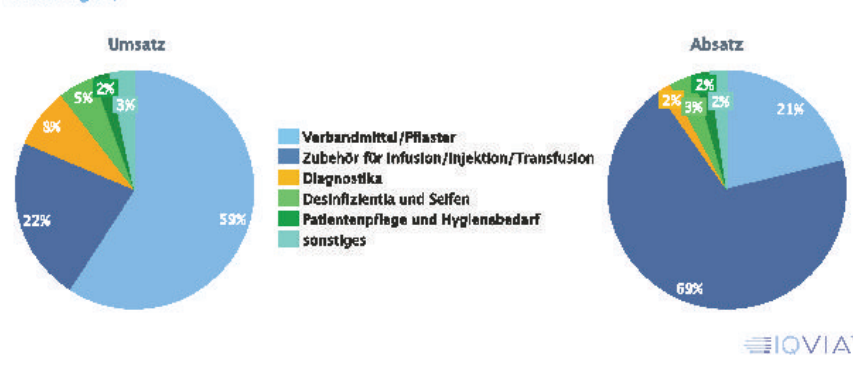 Umsatz
2%
5%
3%
8%
22%
59%
Verbandmittel/Pflaster
Zubehör für Infusion/Injektion/Transfusion
Diagnostika
Desinfizientia und Seifen
Patientenpflege und Hygienebedarf
sonstiges
Absatz
2%
2%
3%
2%
21%
69%
IQVIA